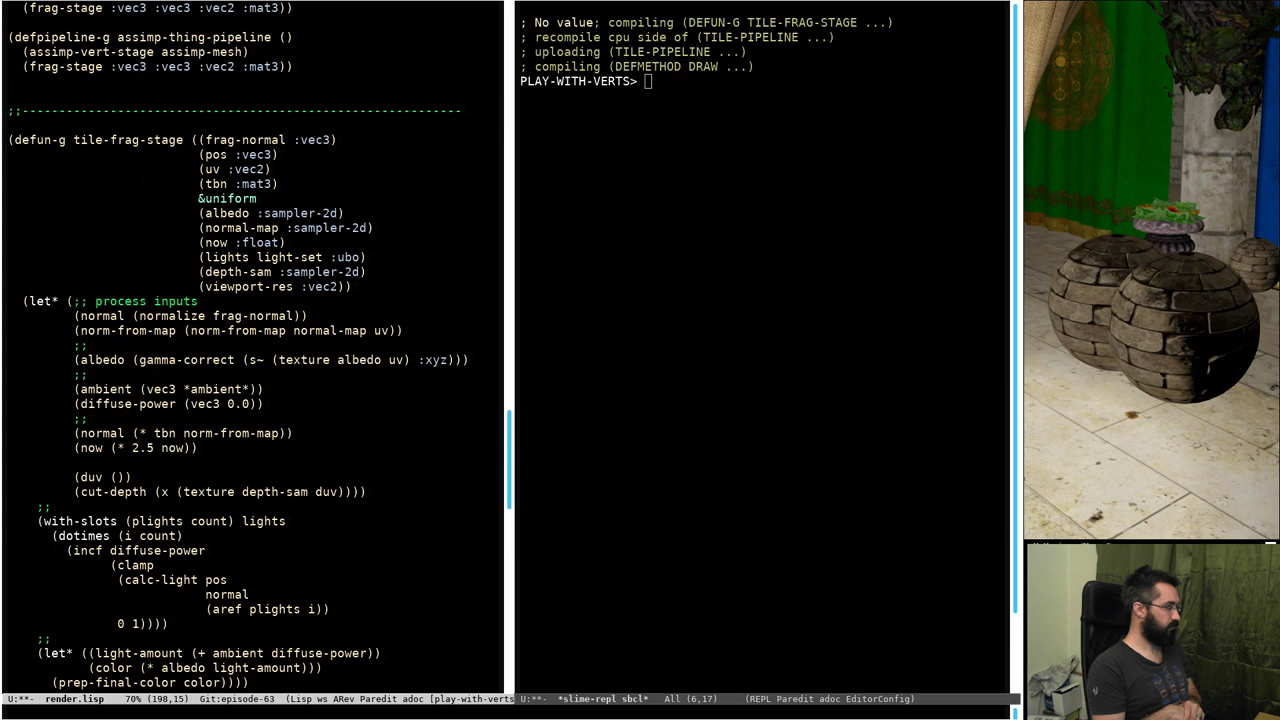 (frag-stage :vec3 :vec3 :vec2 :mat3))
(defpipeline-g assimp-thing-pipeline ()
(assimp-vert-stage assimp-mesh)
(frag-stage :vec3 :vec3 :vec2 :mat3))
;;------------------------------------------------------------
(defun-g tile-frag-stage ((frag-normal :vec3)
(pos :vec3)
(uv :vec2)
(tbn :mat3)
&uniform
(albedo :sampler-2d)
(normal-map :sampler-2d)
(now :float)
(lights light-set :ubo)
(depth-sam :sampler-2d)
(viewport-res :vec2))
(let* (;; process inputs
(normal (normalize frag-normal))
(norm-from-map (norm-from-map normal-map uv))
;;
(albedo (gamma-correct (s~ (texture albedo uv) :xyz)))
;;
(ambient (vec3 *ambient*))
(diffuse-power (vec3 0.0))
;;
(normal (* tbn norm-from-map))
(now (* 2.5 now))
(duv ())
(cut-depth (x (texture depth-sam duv))))
;;
(with-slots (plights count) lights
(dotimes (i count)
(incf diffuse-power
(clamp
(calc-light pos
normal
(aref plights i))
0 1))))
;;
(let* ((light-amount (+ ambient diffuse-power))
(color (* albedo light-amount)))
(prep-final-color color))))
U:**-  render.lisp    70% (198,15)  Git:episode-63  (Lisp ws ARev Paredit adoc [play-with-verts
; No value; compiling (DEFUN-G TILE-FRAG-STAGE ...)
; recompile cpu side of (TILE-PIPELINE ...)
; uploading (TILE-PIPELINE ...)
; compiling (DEFMETHOD DRAW ...)
PLAY-WITH-VERTS>
U:**-  *slime-repl sbcl*   All (6,17)     (REPL Paredit adoc EditorConfig)